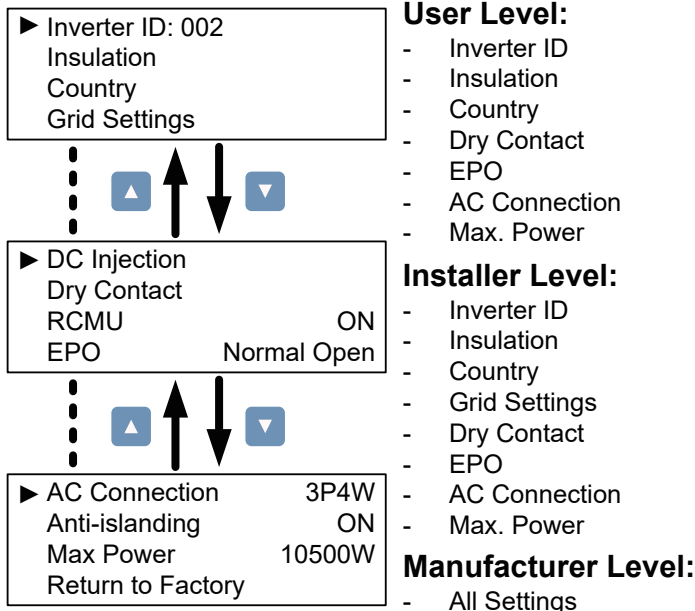 ▶ Inverter ID: 002
Insulation
Country
Grid Settings
▶ DC Injection
Dry Contact
RCMU ON
EPO Normal Open
▶ AC Connection 3P4W
Anti-islanding ON
Max Power 10500W
Return to Factory
User Level:
- Inverter ID
- Insulation
- Country
- Dry Contact
- EPO
- AC Connection
- Max. Power
Installer Level:
- Inverter ID
- Insulation
- Country
- Grid Settings
- Dry Contact
- EPO
- AC Connection
- Max. Power
Manufacturer Level:
- All Settings